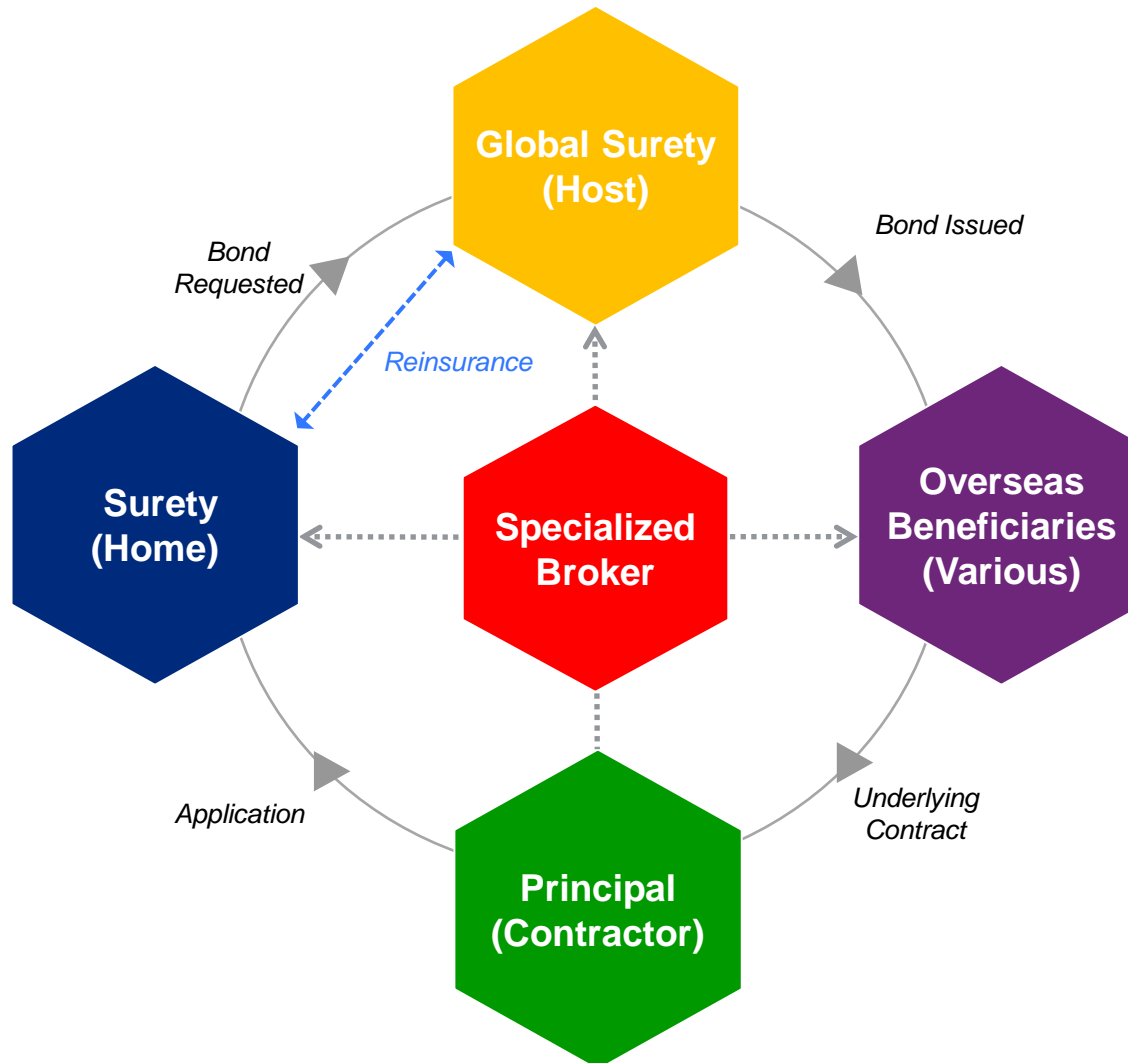 Global Surety
(Host)
Bond
Requested
Bond Issued
Reinsurance
Surety
(Home)
Specialized
Broker
Overseas
Beneficiaries
(Various)
Application
Underlying
Contract
Principal
(Contractor)